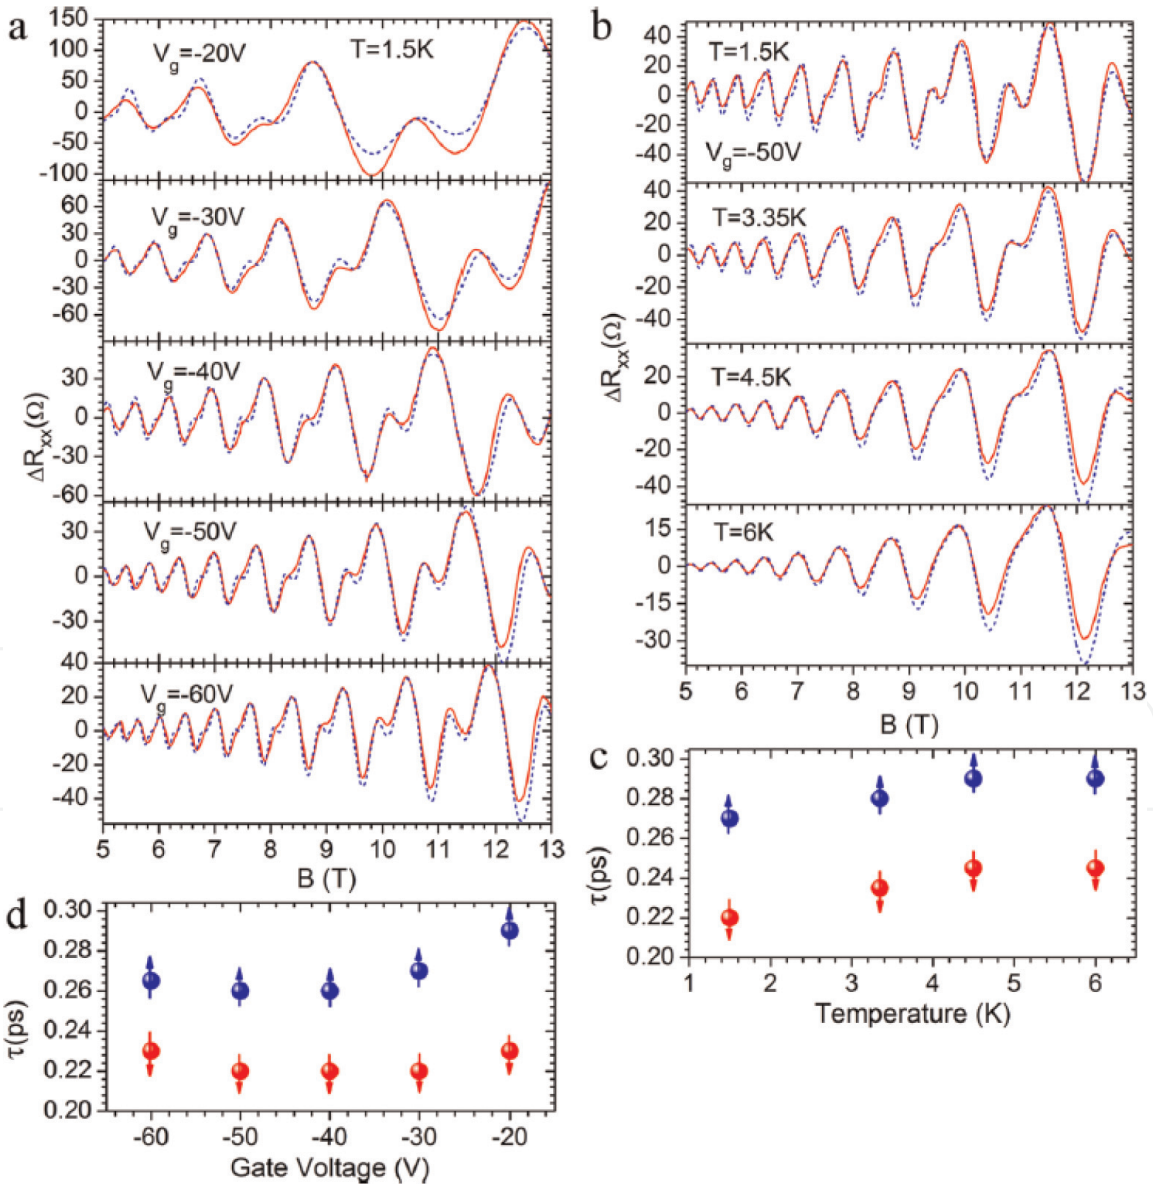 a
150
100
50
0
-50
-100
V_g=-20V
T=1.5K
60
30
0
-30
-60
V_g=-30V
30
0
-30
-60
V_g=-40V
ΔR_xx(Ω)
30
0
-30
V_g=-50V
40
20
0
-20
-40
V_g=-60V
5 6 7 8 9 10 11 12 13
B (T)
b
40
20
0
-20
-40
T=1.5K
V_g=-50V
40
20
0
-20
-40
T=3.35K
ΔR_xx(Ω)
20
0
-20
-40
T=4.5K
15
0
-15
-30
T=6K
5 6 7 8 9 10 11 12 13
B (T)
c
0.30
0.28
0.26
0.24
0.22
0.20
τ(ps)
1 2 3 4 5 6
Temperature (K)
d
0.30
0.28
0.26
0.24
0.22
0.20
τ(ps)
-60 -50 -40 -30 -20
Gate Voltage (V)